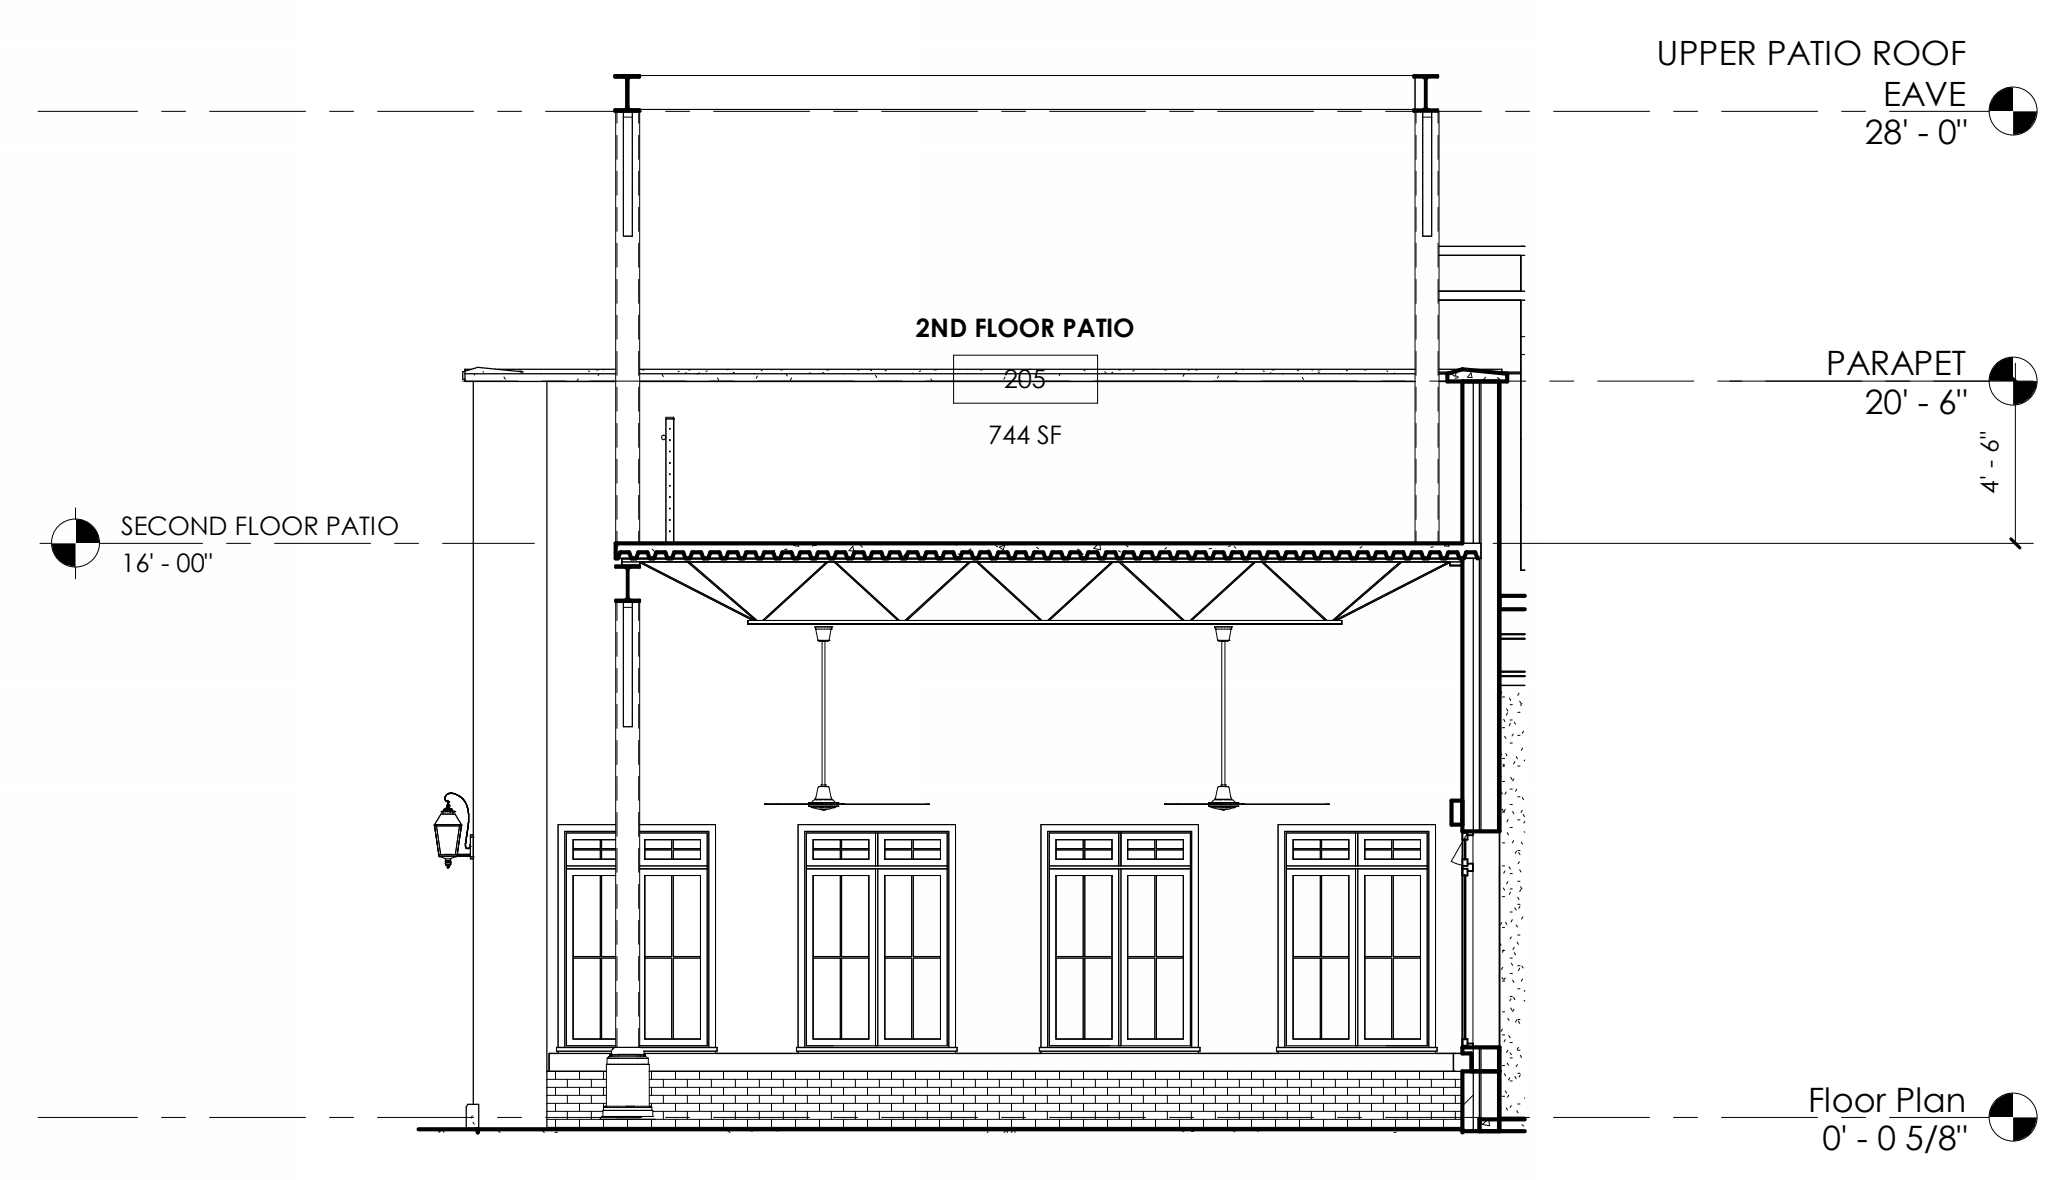 UPPER PATIO ROOF
EAVE
28' - 0"
2ND FLOOR PATIO
205
744 SF
PARAPET
20' - 6"
4' - 6"
SECOND FLOOR PATIO
16' - 00"
Floor Plan
0' - 0 5/8"